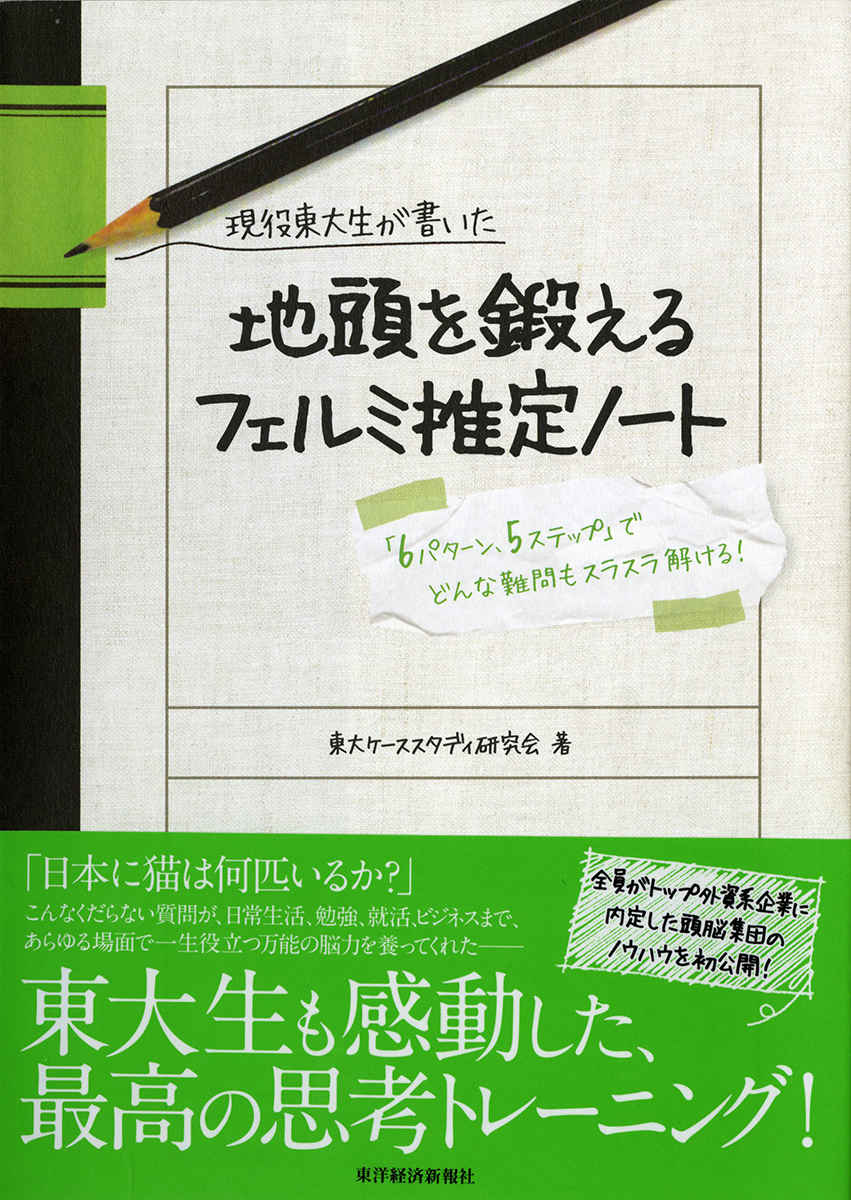 現役東大生が書いた
地頭を鍛える
フェルミ推定ノート
「6パターン、5ステップ」で
どんな難問もスラスラ解ける！
東大ケーススタディ研究会 著
「日本に猫は何匹いるか?」
こんなくだらない質問が、日常生活、勉強、就活、ビジネスまで、
あらゆる場面で一生役立つ万能の脳力を養ってくれた――
全員がトップ外資系企業に
内定した頭脳集団の
ノウハウを初公開！
東大生も感動した、
最高の思考トレーニング！
東洋経済新報社